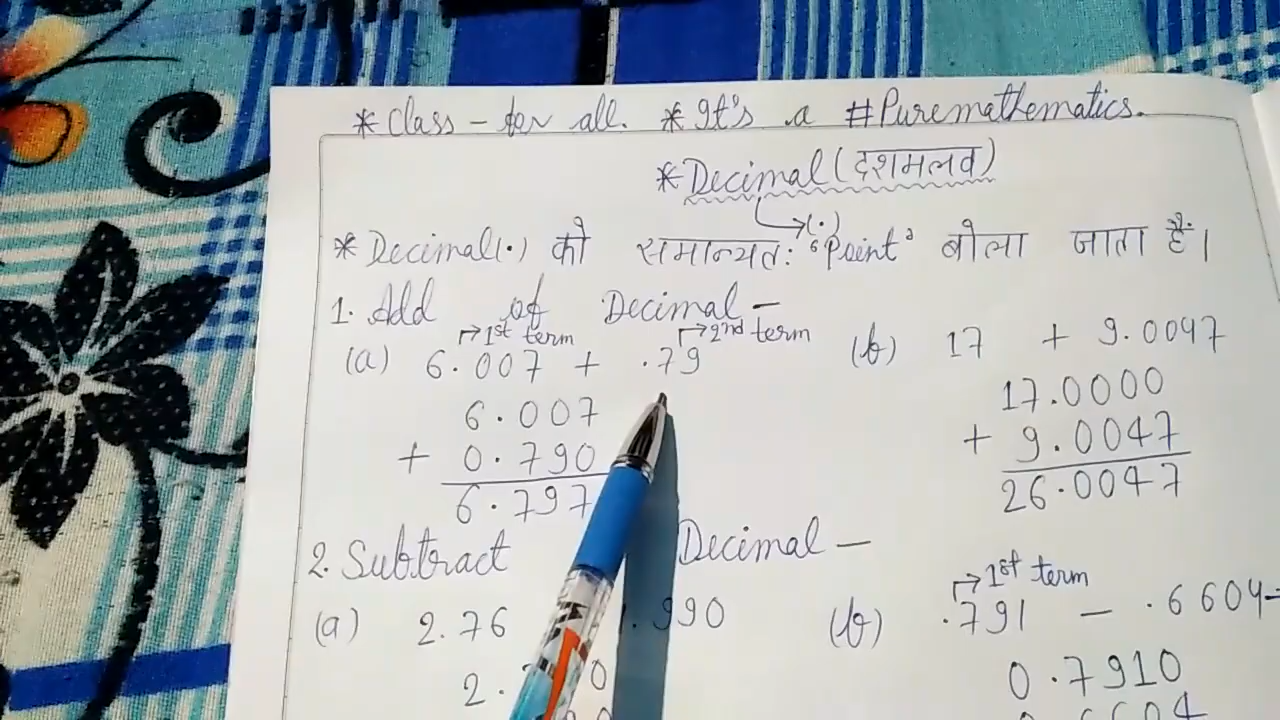 * Class - for all. * It's a #Puremathematics.
* Decimal (दशमलव)
→(.)
* Decimal(.) को समान्यत: 'Point' बोला जाता है।
1. Add of Decimal -
→1st term →2nd term
(a) 6.007 + .79 (b) 17 + 9.0047
6.007 17.0000
+ 0.790 + 9.0047
6.797 26.0047
2. Subtract Decimal -
→1st term
(a) 2.76 .990 (b) .791 - .6604
2. 0 0.7910